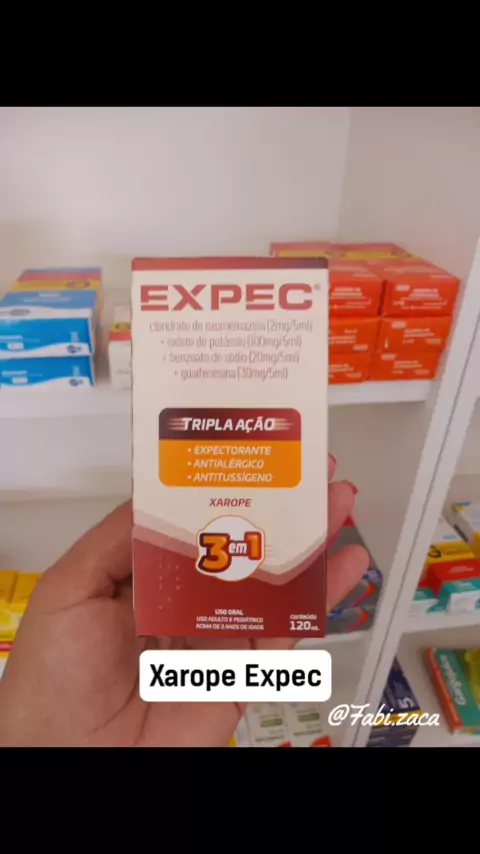 EXPEC®
cloridrato de oxomemazina (2mg/5ml)
• iodeto de potássio (100mg/5ml)
• benzoato de sódio (20mg/5ml)
• guaifenesina (30mg/5ml)
TRIPLA AÇÃO
• EXPECTORANTE
• ANTIALÉRGICO
• ANTITUSSÍGENO
XAROPE
3 em 1
USO ORAL
USO ADULTO E PEDIÁTRICO
ACIMA DE 2 ANOS DE IDADE
conteúdo
120mL
Xarope Expec
@Fabi.zaca